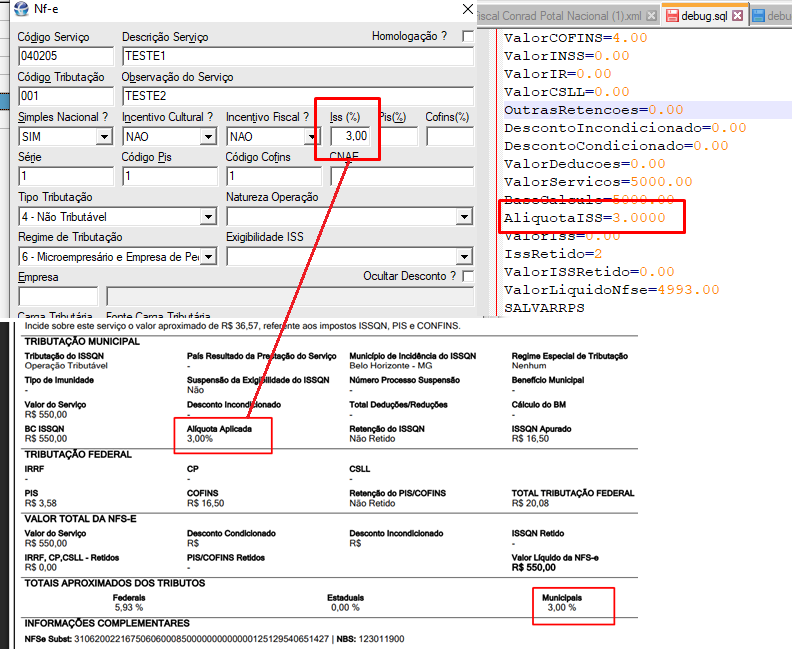 Nf-e
Código Serviço
Descrição Serviço
Homologação ?
040205
TESTE1
Código Tributação
Observação do Serviço
001
TESTE2
Simples Nacional ?
Incentivo Cultural ?
Incentivo Fiscal ?
Iss (%)
Pis(%)
Cofins(%)
SIM
NAO
NAO
3,00
Série
Código Pis
Código Cofins
CNAE
1
1
1
Tipo Tributação
Natureza Operação
4 - Não Tributável
Regime de Tributação
Exigibilidade ISS
6 - Microempresário e Empresa de Pe
Empresa
Ocultar Desconto ?
Carga Tributária
Fonte Carga Tributária
iscal Conrad Potal Nacional (1).xml
debug.sql
debu
ValorCOFINS=4.00
ValorINSS=0.00
ValorIR=0.00
ValorCSLL=0.00
OutrasRetencoes=0.00
DescontoIncondicionado=0.00
DescontoCondicionado=0.00
ValorDeducoes=0.00
ValorServicos=5000.00
BaseCalculo=5000.00
AliquotaISS=3.0000
ValorIss=0.00
IssRetido=2
ValorISSRetido=0.00
ValorLiquidoNfse=4993.00
SALVARRPS
Incide sobre este serviço o valor aproximado de R$ 36,57, referente aos impostos ISSQN, PIS e CONFINS.
TRIBUTAÇÃO MUNICIPAL
Tributação do ISSQN
País Resultado da Prestação do Serviço
Município de Incidência do ISSQN
Regime Especial de Tributação
Operação Tributável
-
Belo Horizonte - MG
Nenhum
Tipo de Imunidade
Suspensão da Exigibilidade do ISSQN
Número Processo Suspensão
Benefício Municipal
-
Não
-
-
Valor do Serviço
Desconto Incondicionado
Total Deduções/Reduções
Cálculo do BM
R$ 550,00
-
-
-
BC ISSQN
Alíquota Aplicada
Retenção do ISSQN
ISSQN Apurado
R$ 550,00
3,00%
Não Retido
R$ 16,50
TRIBUTAÇÃO FEDERAL
IRRF
CP
CSLL
-
-
-
PIS
COFINS
Retenção do PIS/COFINS
TOTAL TRIBUTAÇÃO FEDERAL
R$ 3,58
R$ 16,50
Não Retido
R$ 20,08
VALOR TOTAL DA NFS-E
Valor do Serviço
Desconto Condicionado
Desconto Incondicionado
ISSQN Retido
R$ 550,00
R$
R$
-
IRRF, CP,CSLL - Retidos
PIS/COFINS Retidos
Valor Líquido da NFS-e
R$ 0,00
-
R$ 550,00
TOTAIS APROXIMADOS DOS TRIBUTOS
Federais
Estaduais
Municipais
5,93 %
0,00 %
3,00 %
INFORMAÇÕES COMPLEMENTARES
NFSe Subst: 31062002216750606000850000000000000125129540651427 | NBS: 123011900